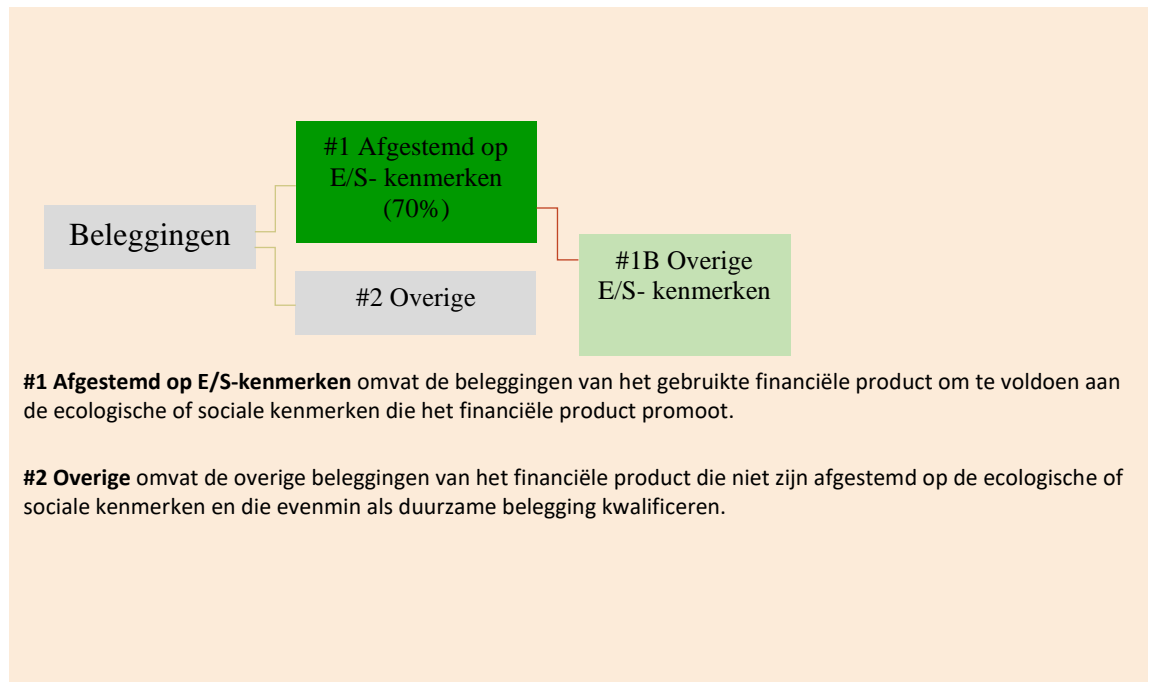 #1 Afgestemd op
E/S- kenmerken
(70%)
Beleggingen
#2 Overige
#1B Overige
E/S- kenmerken
#1 Afgestemd op E/S-kenmerken omvat de beleggingen van het gebruikte financiële product om te voldoen aan
de ecologische of sociale kenmerken die het financiële product promoot.
#2 Overige omvat de overige beleggingen van het financiële product die niet zijn afgestemd op de ecologische of
sociale kenmerken en die evenmin als duurzame belegging kwalificeren.